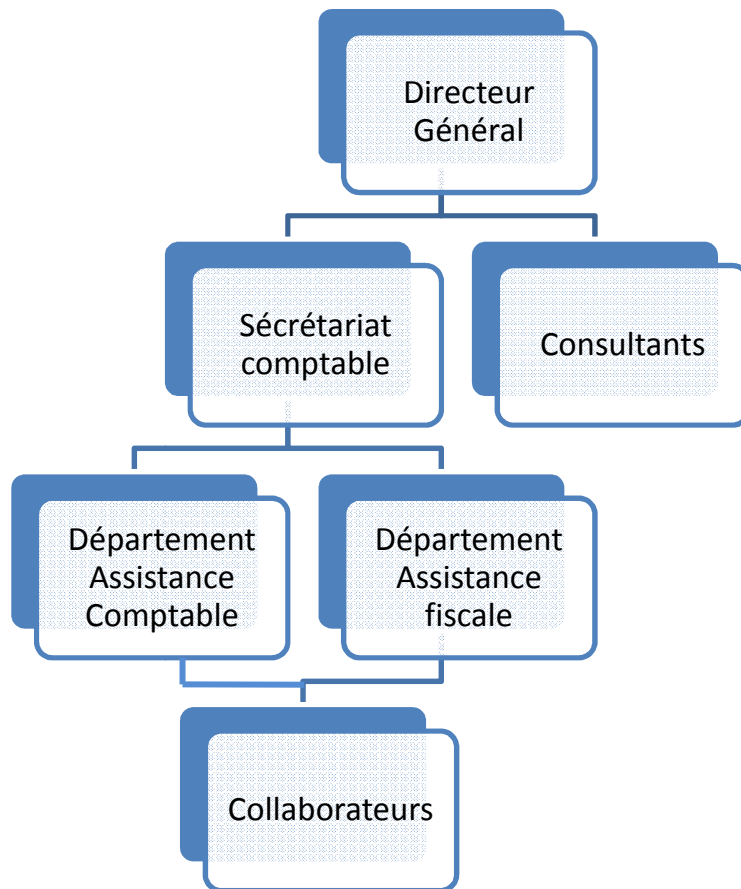 Directeur
Général
Sécrétariat
comptable
Consultants
Département
Assistance
Comptable
Département
Assistance
fiscale
Collaborateurs